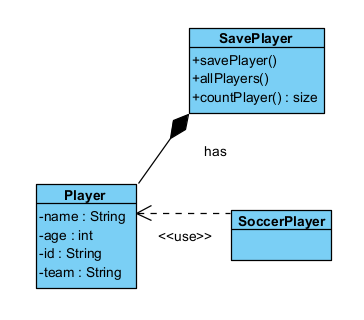 SavePlayer
+savePlayer()
+allPlayers()
+countPlayer() : size
has
Player
-name : String
-age : int
-id : String
-team : String
<<use>>
SoccerPlayer